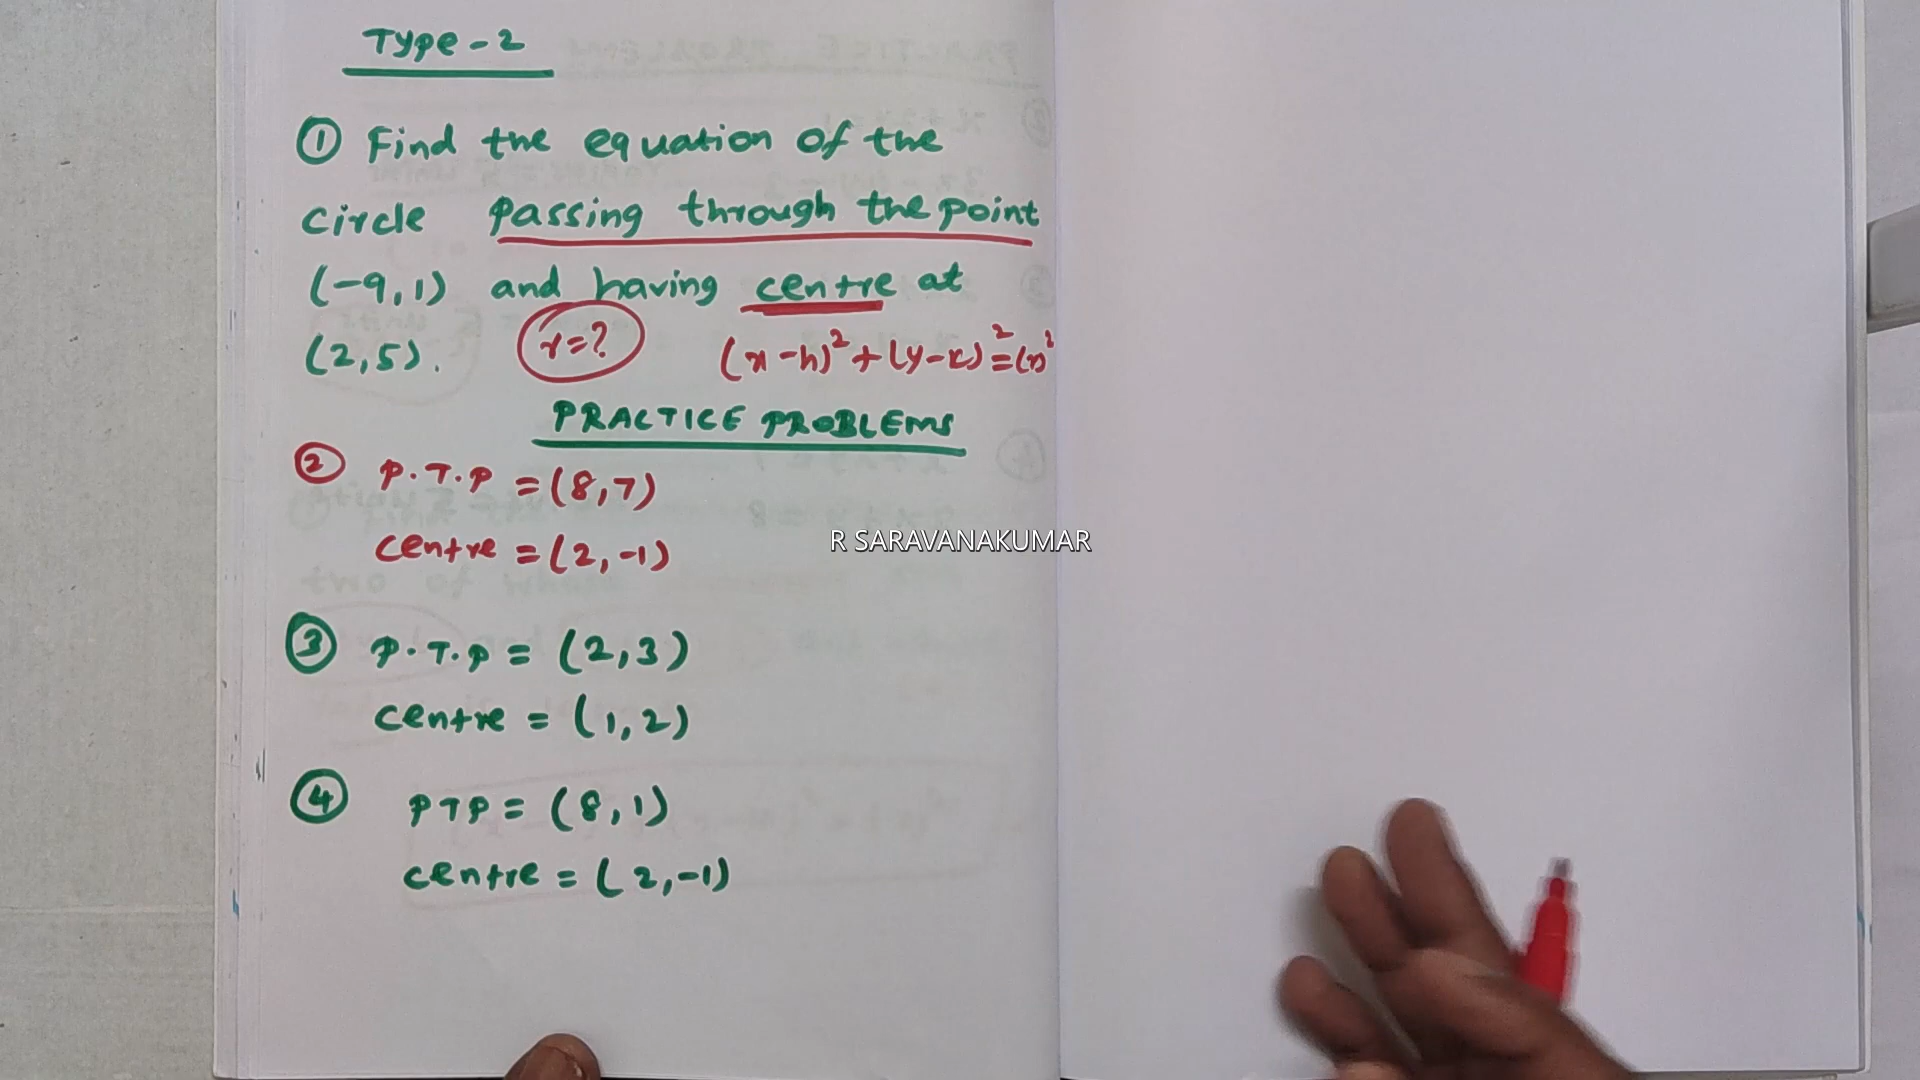 Type-2
① Find the equation of the
circle passing through the point
(-9,1) and having centre at
(2,5). r=? (x-h)²+(y-k)²=(r)²
PRACTICE PROBLEMS
② P.T.P =(8,7)
centre =(2,-1)
R SARAVANAKUMAR
③ P.T.P = (2,3)
centre = (1,2)
④ PTP = (8,1)
centre = (2,-1)